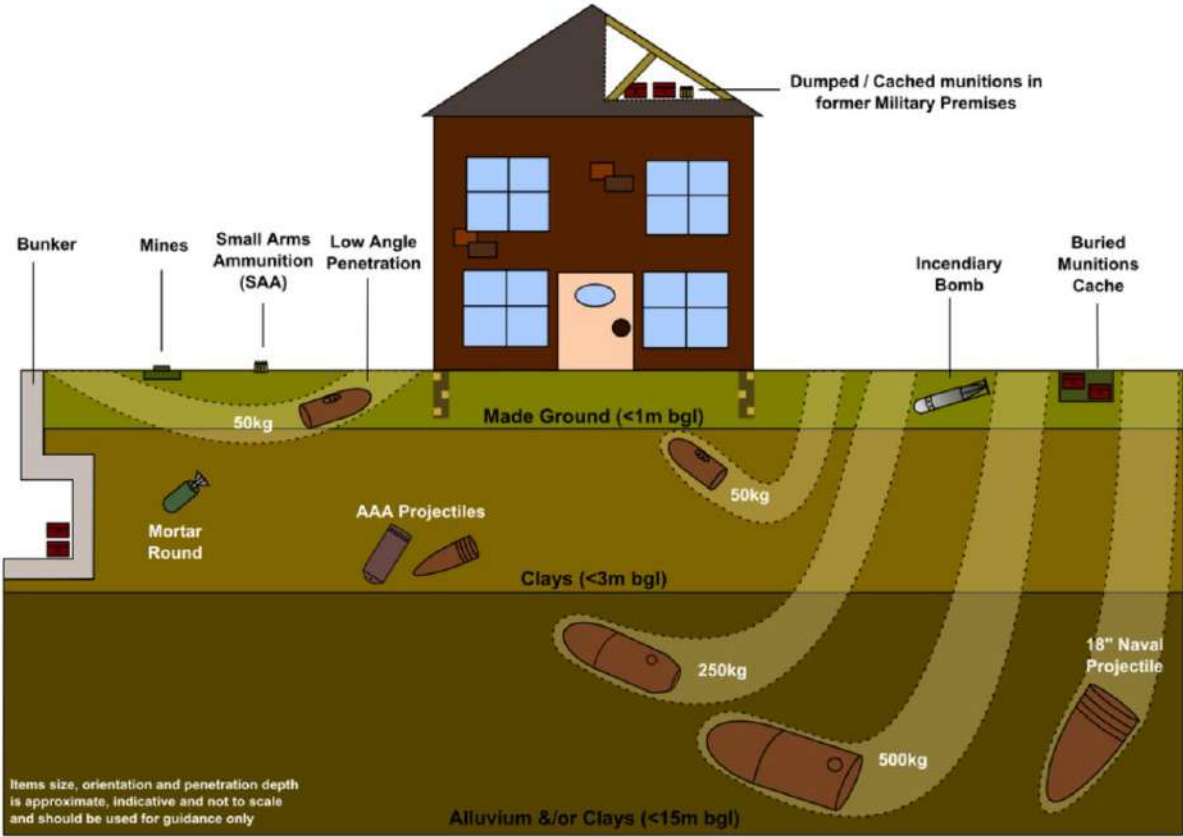 Dumped / Cached munitions in
former Military Premises
Bunker
Mines
Small Arms
Ammunition
(SAA)
Low Angle
Penetration
Incendiary
Bomb
Buried
Munitions
Cache
50kg
Made Ground (<1m bgl)
50kg
Mortar
Round
AAA Projectiles
Clays (<3m bgl)
250kg
18" Naval
Projectile
500kg
Items size, orientation and penetration depth
is approximate, indicative and not to scale
and should be used for guidance only
Alluvium &/or Clays (<15m bgl)